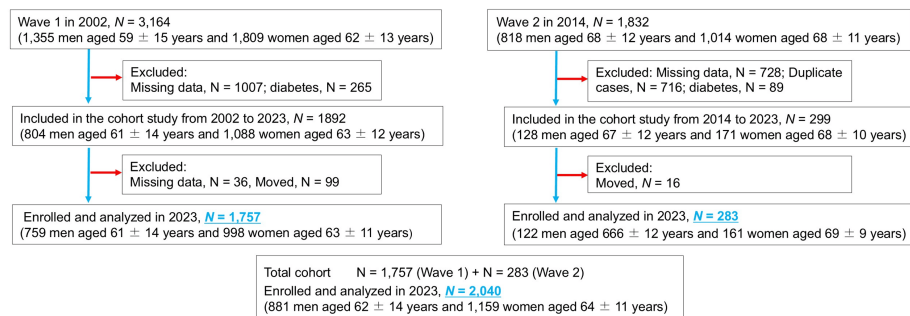 Wave 1 in 2002, N = 3,164
(1,355 men aged 59 ± 15 years and 1,809 women aged 62 ± 13 years)
Excluded:
Missing data, N = 1007; diabetes, N = 265
Included in the cohort study from 2002 to 2023, N = 1892
(804 men aged 61 ± 14 years and 1,088 women aged 63 ± 12 years)
Excluded:
Missing data, N = 36, Moved, N = 99
Enrolled and analyzed in 2023, N = 1,757
(759 men aged 61 ± 14 years and 998 women aged 63 ± 11 years)
Wave 2 in 2014, N = 1,832
(818 men aged 68 ± 12 years and 1,014 women aged 68 ± 11 years)
Excluded: Missing data, N = 728; Duplicate
cases, N = 716; diabetes, N = 89
Included in the cohort study from 2014 to 2023, N = 299
(128 men aged 67 ± 12 years and 171 women aged 68 ± 10 years)
Excluded:
Moved, N = 16
Enrolled and analyzed in 2023, N = 283
(122 men aged 666 ± 12 years and 161 women aged 69 ± 9 years)
Total cohort N = 1,757 (Wave 1) + N = 283 (Wave 2)
Enrolled and analyzed in 2023, N = 2,040
(881 men aged 62 ± 14 years and 1,159 women aged 64 ± 11 years)